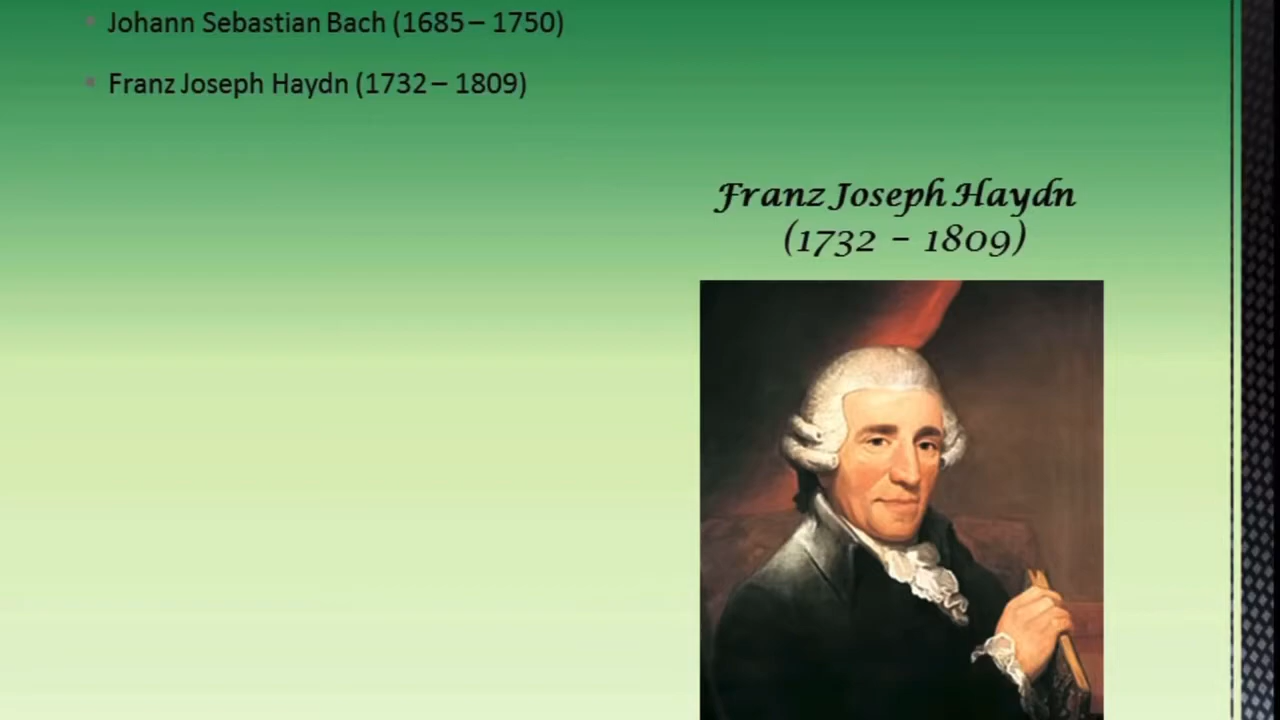 Johann Sebastian Bach (1685 – 1750)
Franz Joseph Haydn (1732 – 1809)
Franz Joseph Haydn
(1732 – 1809)